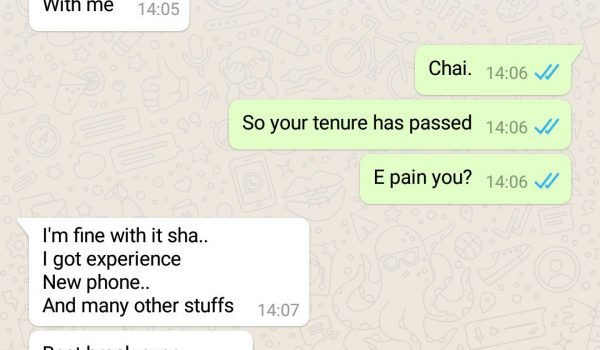 With me 14:05
Chai. 14:06
So your tenure has passed 14:06
E pain you? 14:06
I'm fine with it sha..
I got experience
New phone..
And many other stuffs 14:07